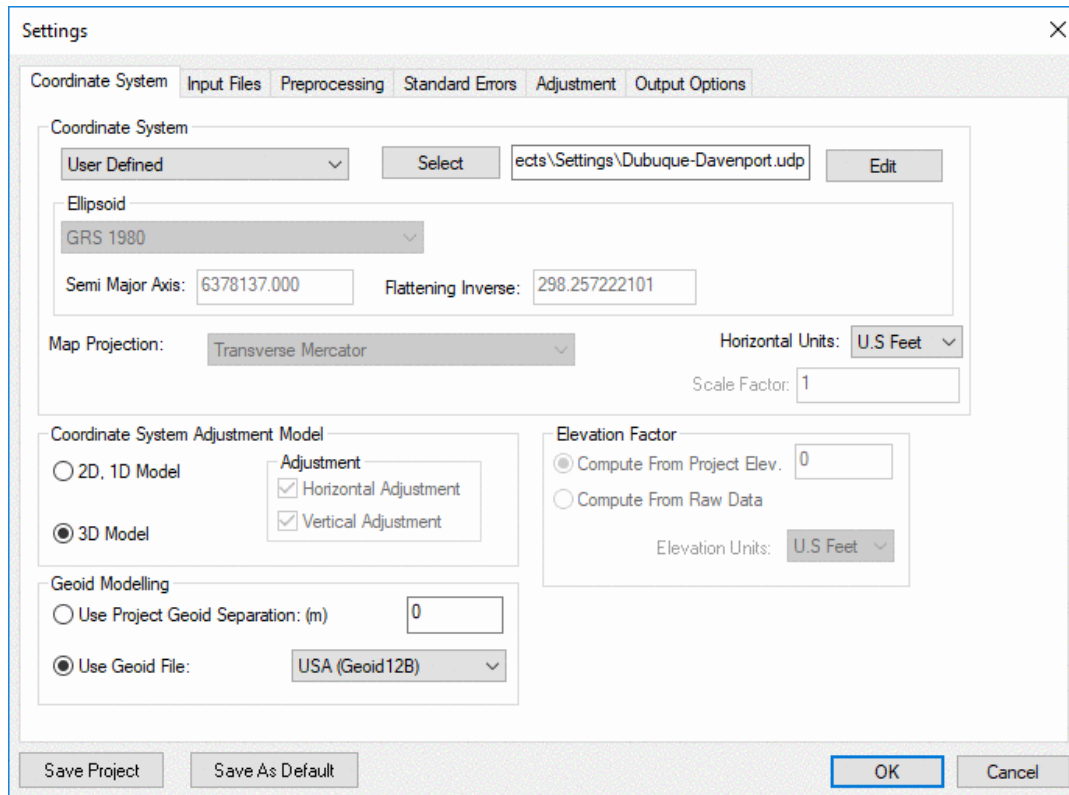 Settings
Coordinate System Input Files Preprocessing Standard Errors Adjustment Output Options
Coordinate System
User Defined Select ects\Settings\Dubuque-Davenport.udp Edit
Ellipsoid
GRS 1980
Semi Major Axis: 6378137.000 Flattening Inverse: 298.257222101
Map Projection: Transverse Mercator Horizontal Units: U.S Feet
Scale Factor: 1
Coordinate System Adjustment Model
2D, 1D Model
Adjustment
Horizontal Adjustment
Vertical Adjustment
3D Model
Elevation Factor
Compute From Project Elev. 0
Compute From Raw Data
Elevation Units: U.S Feet
Geoid Modelling
Use Project Geoid Separation: (m) 0
Use Geoid File: USA (Geoid12B)
Save Project Save As Default OK Cancel